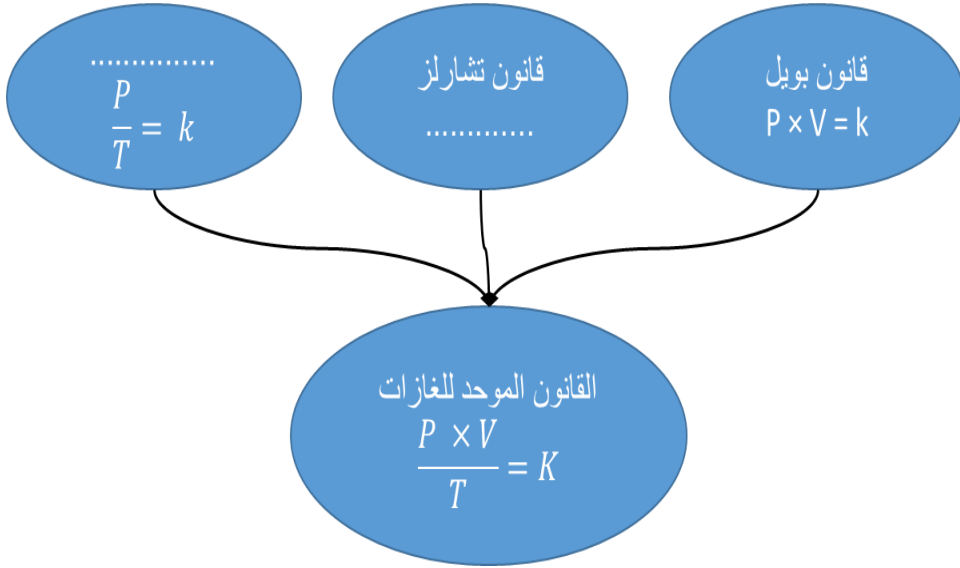 قانون بويل
P × V = k
قانون تشارلز
.............
...............
P/T = k
القانون الموحد للغازات
P × V / T = K